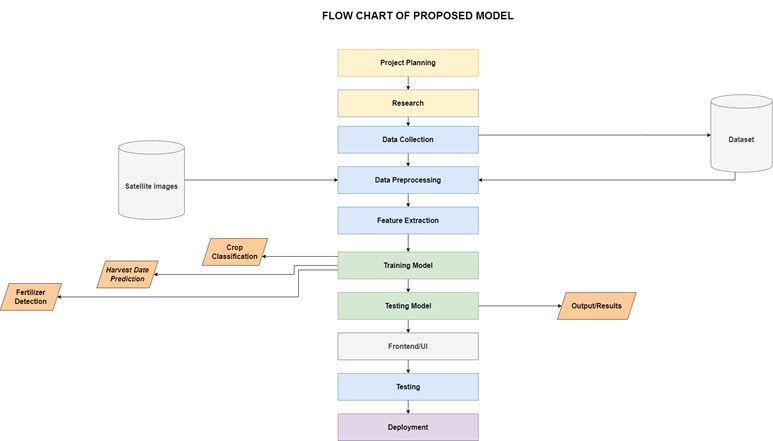 FLOW CHART OF PROPOSED MODEL
Project Planning
Research
Data Collection
Dataset
Satellite Images
Data Preprocessing
Feature Extraction
Crop
Classification
Training Model
Harvest Date
Prediction
Fertilizer
Detection
Testing Model
Output/Results
Frontend/UI
Testing
Deployment